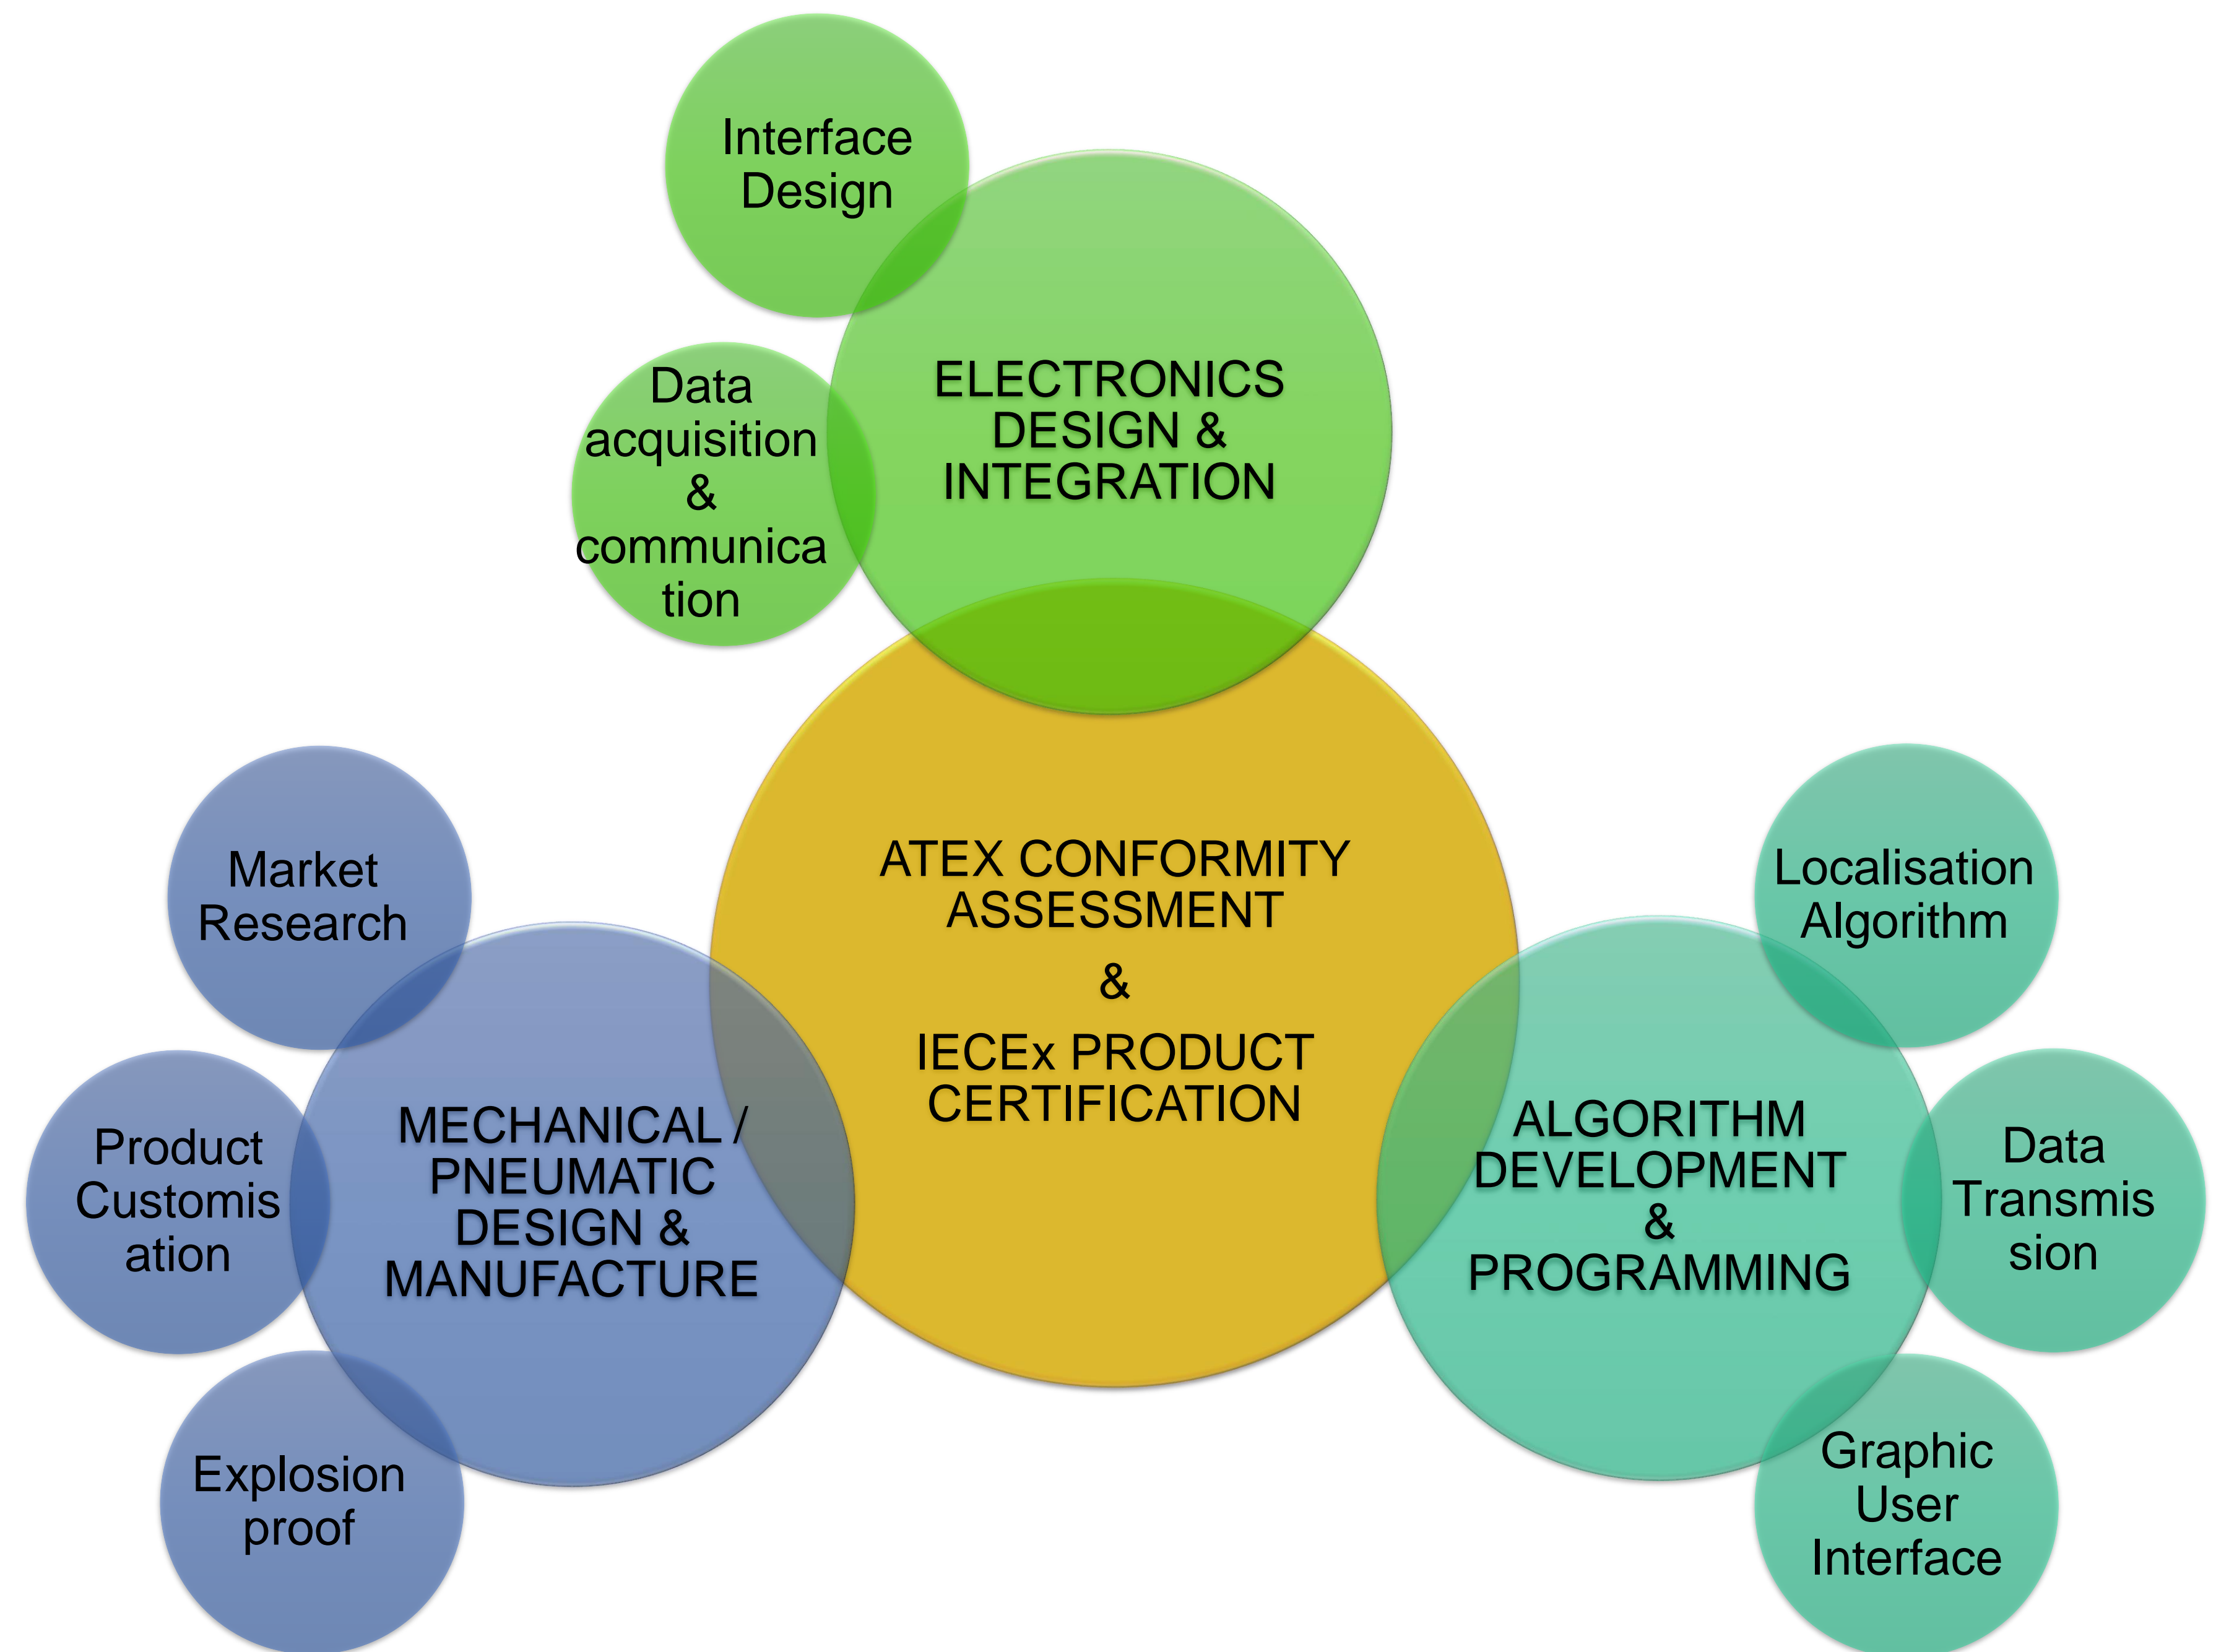 Interface
Design
ELECTRONICS
DESIGN &
INTEGRATION
Data
acquisition
&
communica
tion
ATEX CONFORMITY
ASSESSMENT
&
IECEx PRODUCT
CERTIFICATION
Market
Research
MECHANICAL /
PNEUMATIC
DESIGN &
MANUFACTURE
Product
Customis
ation
Explosion
proof
Localisation
Algorithm
ALGORITHM
DEVELOPMENT
&
PROGRAMMING
Data
Transmis
sion
Graphic
User
Interface